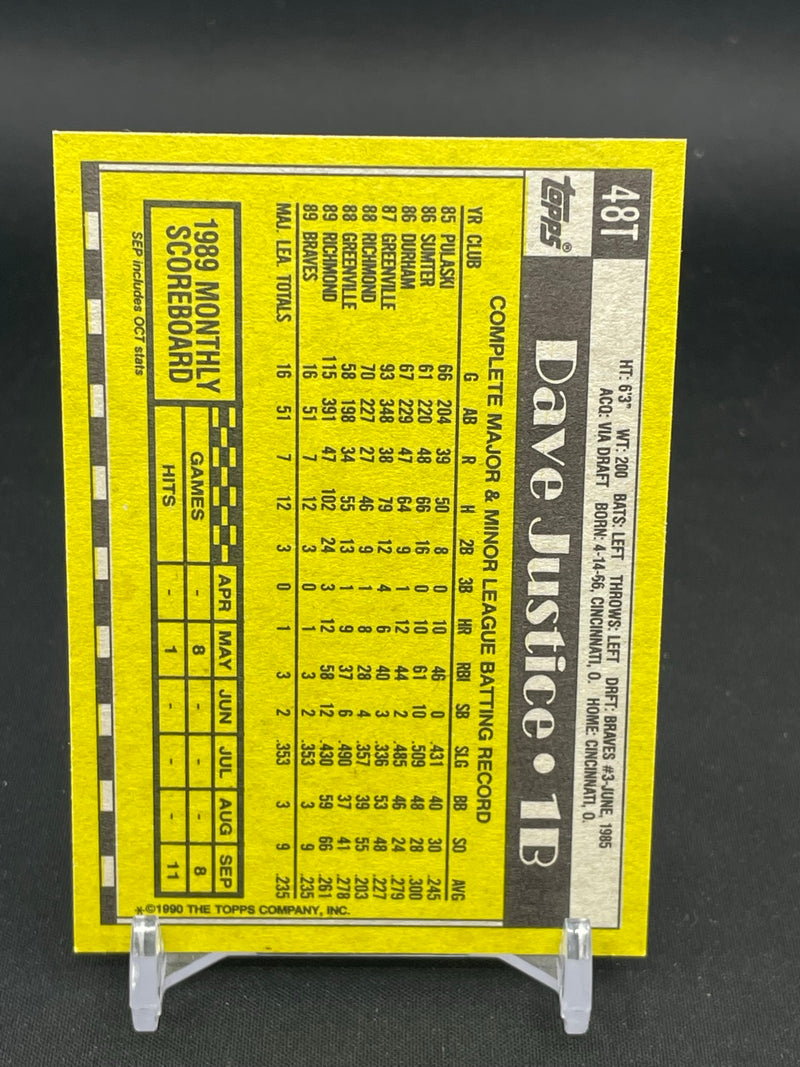 48T
HT: 6'3" WT: 200 BATS: LEFT THROWS: LEFT DRFT: BRAVES #3-JUNE, 1985
ACQ: VIA DRAFT BORN: 4-14-66, CINCINNATI, O. HOME: CINCINNATI, O.
Topps®
Dave Justice • 1B
COMPLETE MAJOR & MINOR LEAGUE BATTING RECORD
YR CLUB G AB R H 2B 3B HR RBI SB SLG BB SO AVG
85 PULASKI 66 204 39 50 8 0 10 46 0 .431 40 30 .245
86 SUMTER 61 220 48 66 16 0 10 61 10 .509 48 28 .300
86 DURHAM 67 229 47 64 9 1 12 44 2 .485 46 24 .279
87 GREENVILLE 93 348 38 79 12 4 6 40 3 .336 53 48 .227
88 RICHMOND 70 227 27 46 9 1 8 28 4 .357 39 55 .203
88 GREENVILLE 58 198 34 55 13 1 9 37 6 .490 37 41 .278
89 RICHMOND 115 391 47 102 24 3 12 58 12 .430 59 66 .261
89 BRAVES 16 51 7 12 3 0 1 3 2 .353 3 9 .235
MAJ. LEA. TOTALS 16 51 7 12 3 0 1 3 2 .353 3 9 .235
1989 MONTHLY
SCOREBOARD
APR MAY JUN JUL AUG SEP
GAMES - 8 - - - 8
HITS - 1 - - - 11
SEP includes OCT stats
*©1990 THE TOPPS COMPANY, INC.